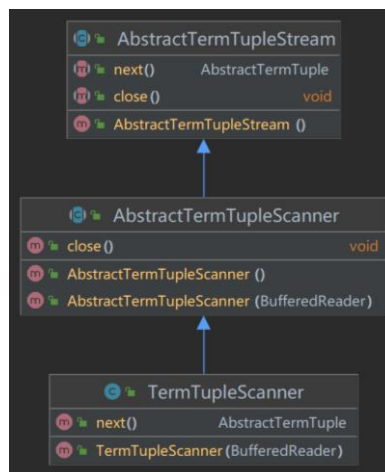 AbstractTermTupleStream
next() AbstractTermTuple
close() void
AbstractTermTupleStream ()
AbstractTermTupleScanner
close() void
AbstractTermTupleScanner ()
AbstractTermTupleScanner (BufferedReader)
TermTupleScanner
next() AbstractTermTuple
TermTupleScanner(BufferedReader)